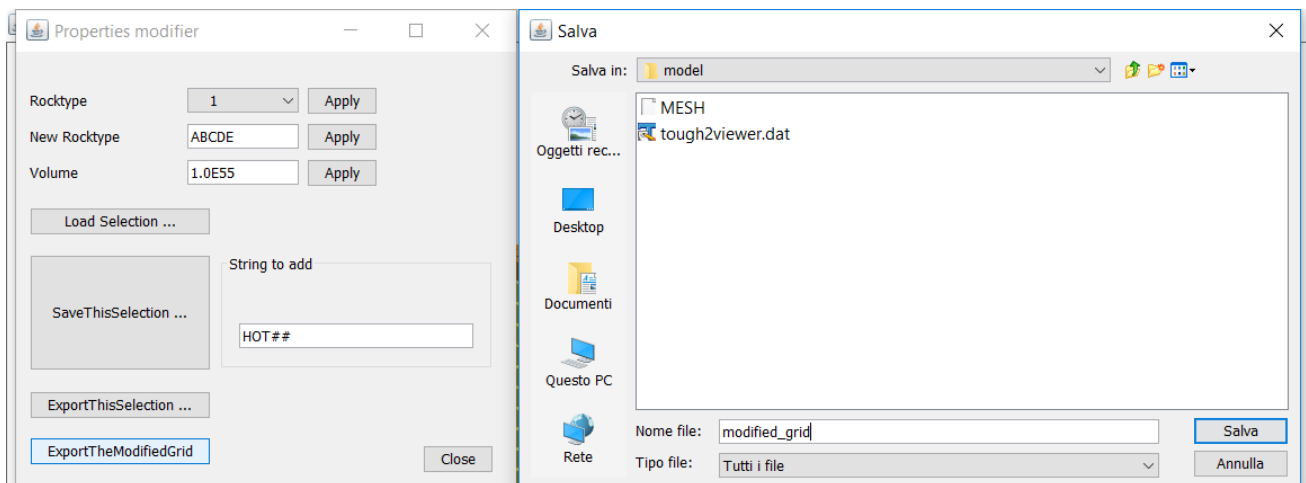 Properties modifier
Rocktype
1
Apply
New Rocktype
ABCDE
Apply
Volume
1.0E55
Apply
Load Selection ...
SaveThisSelection ...
String to add
HOT##
ExportThisSelection ...
ExportTheModifiedGrid
Close
Salva
Salva in:
model
Oggetti rec...
Desktop
Documenti
Questo PC
Rete
MESH
tough2viewer.dat
Nome file:
modified_grid
Salva
Tipo file:
Tutti i file
Annulla